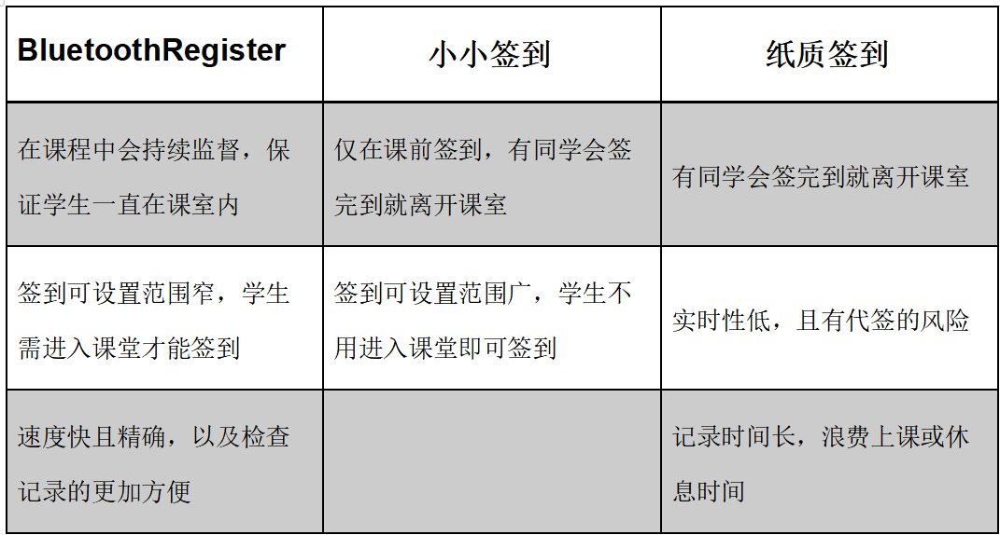 BluetoothRegister
小小签到
纸质签到
在课程中会持续监督，保
证学生一直在课室内
仅在课前签到，有同学会签
完到就离开课室
有同学会签完到就离开课室
签到可设置范围窄，学生
需进入课堂才能签到
签到可设置范围广，学生不
用进入课堂即可签到
实时性低，且有代签的风险
速度快且精确，以及检查
记录的更加方便
记录时间长，浪费上课或休
息时间